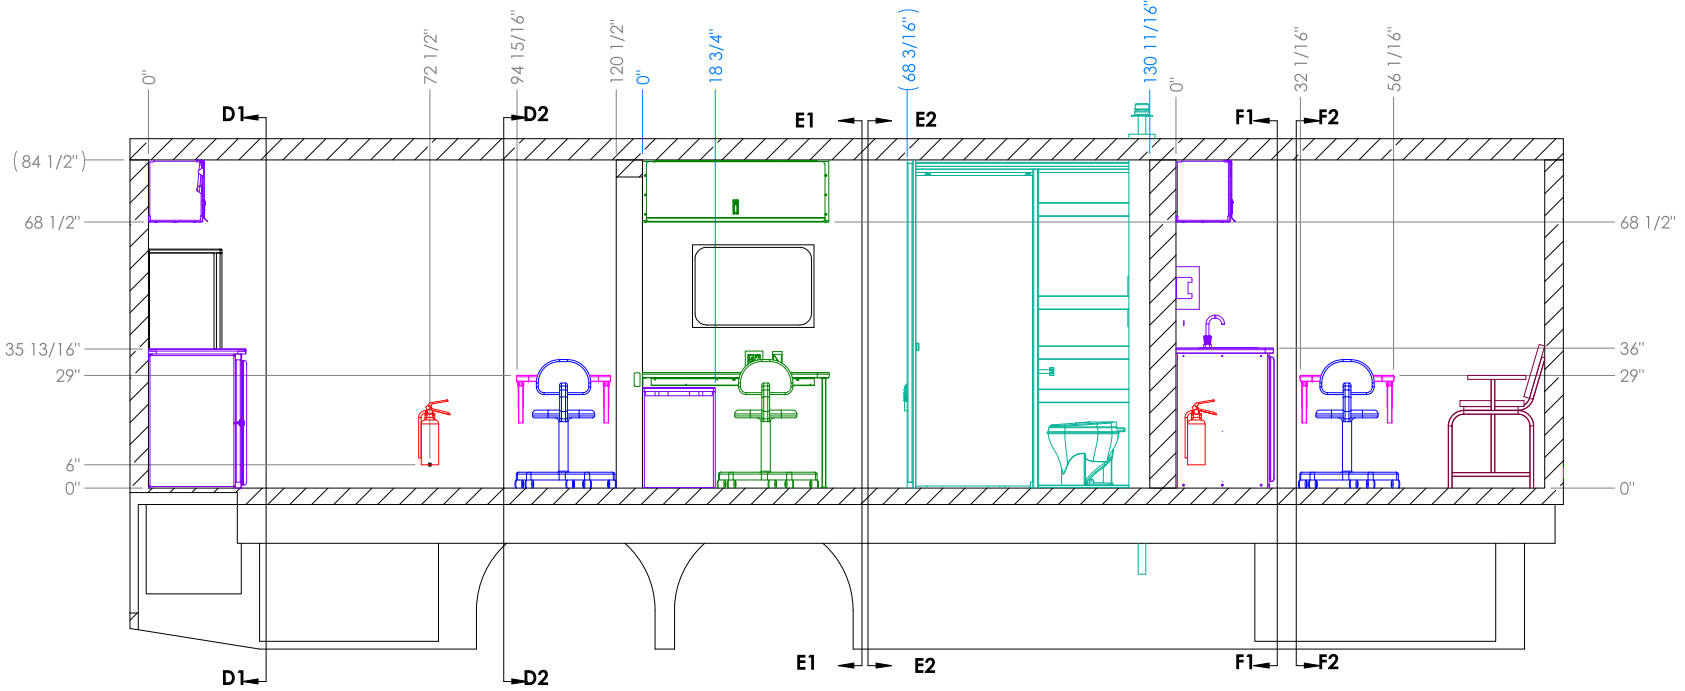 0"
72 1/2"
94 15/16"
120 1/2"
0"
18 3/4"
( 68 3/16" )
130 11/16"
0"
32 1/16"
56 1/16"
D1
D2
E1
E2
F1
F2
( 84 1/2" )
68 1/2"
68 1/2"
35 13/16"
36"
29"
29"
6"
0"
0"
E1
E2
F1
F2
D1
D2